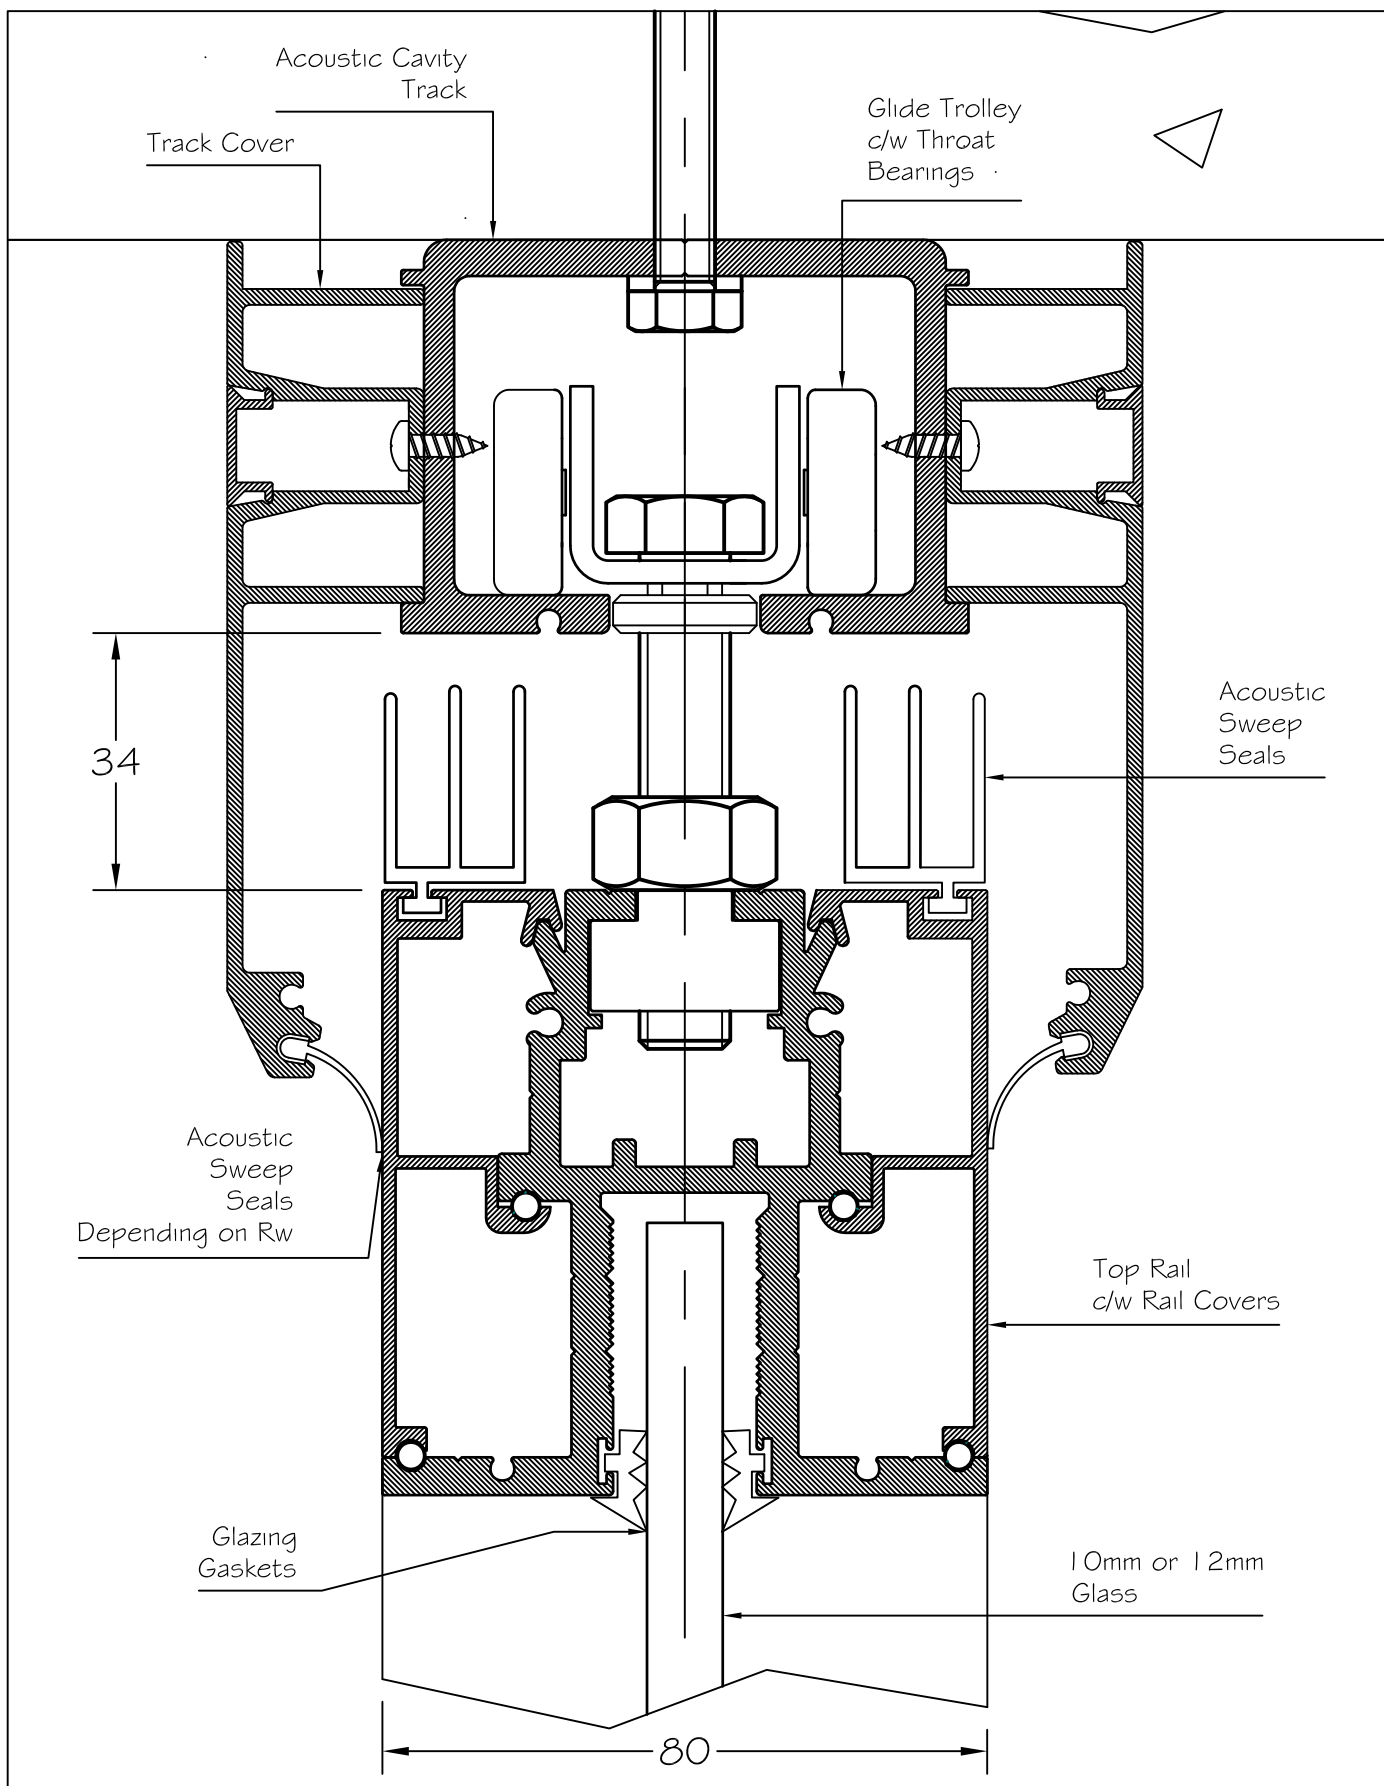 Acoustic Cavity
Track
Track Cover
Glide Trolley
c/w Throat
Bearings
Acoustic
Sweep
Seals
34
Acoustic
Sweep
Seals
Depending on Rw
Top Rail
c/w Rail Covers
Glazing
Gaskets
10mm or 12mm
Glass
80